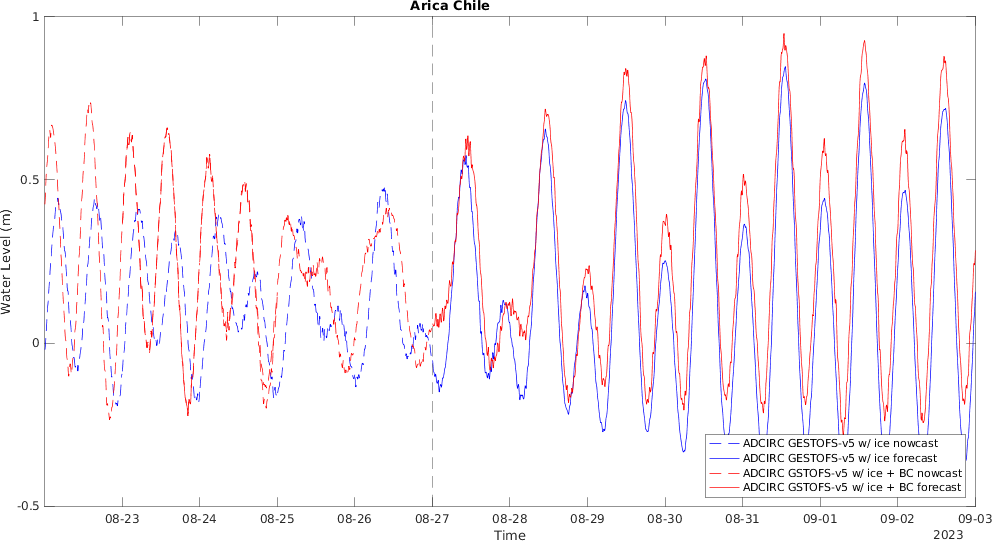 Arica Chile
Water Level (m)
1
0.5
0
-0.5
ADCIRC GESTOFS-v5 w/ ice nowcast
ADCIRC GESTOFS-v5 w/ ice forecast
ADCIRC GSTOFS-v5 w/ ice + BC nowcast
ADCIRC GSTOFS-v5 w/ ice + BC forecast
08-23 08-24 08-25 08-26 08-27 08-28 08-29 08-30 08-31 09-01 09-02 09-03
Time
2023